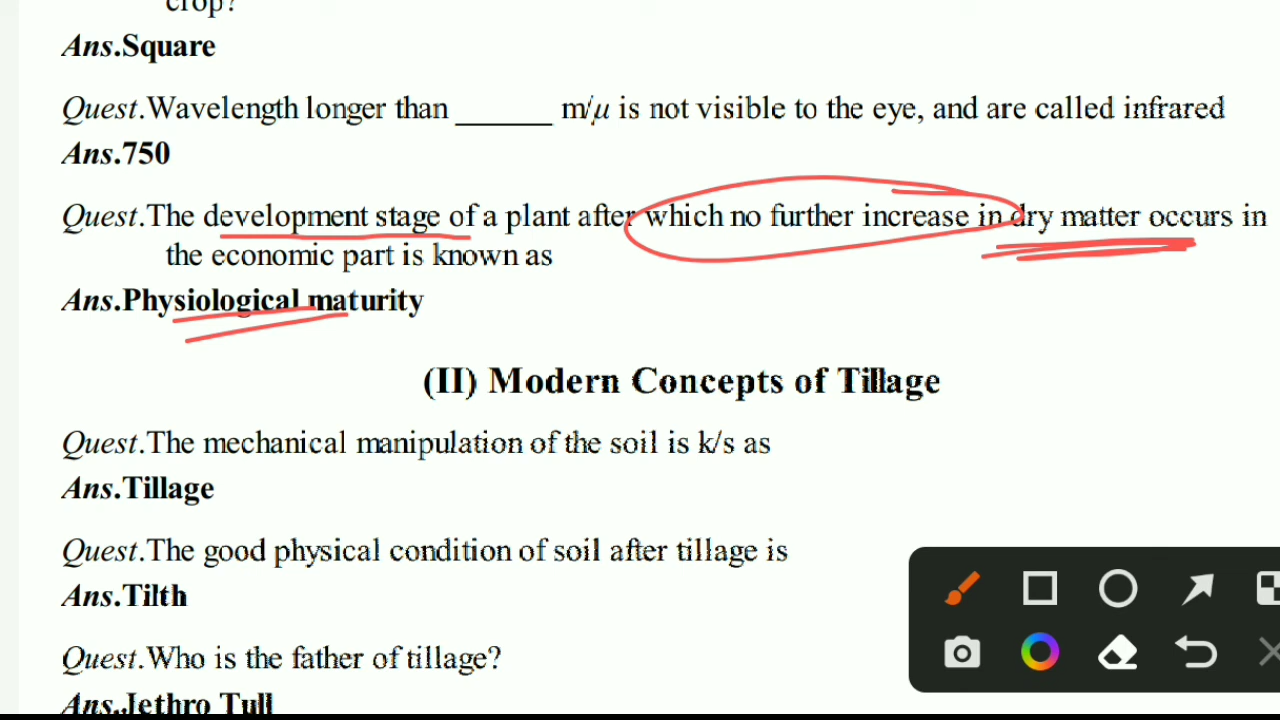 crop?
Ans.Square
Quest.Wavelength longer than ______ m/μ is not visible to the eye, and are called infrared
Ans.750
Quest.The development stage of a plant after which no further increase in dry matter occurs in
the economic part is known as
Ans.Physiological maturity
(II) Modern Concepts of Tillage
Quest.The mechanical manipulation of the soil is k/s as
Ans.Tillage
Quest.The good physical condition of soil after tillage is
Ans.Tilth
Quest.Who is the father of tillage?
Ans.Jethro Tull